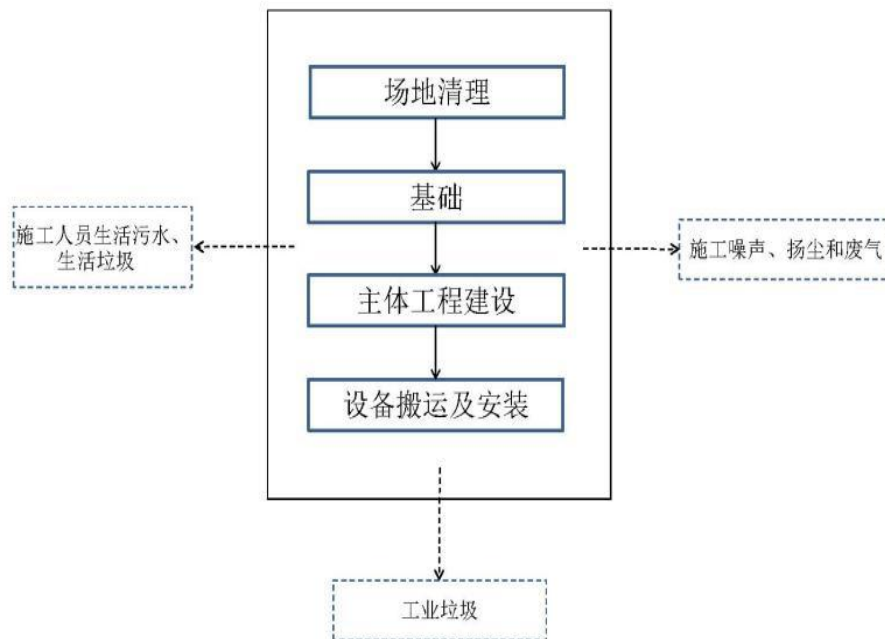 场地清理
基础
施工人员生活污水、
生活垃圾
施工噪声、扬尘和废气
主体工程建设
设备搬运及安装
工业垃圾